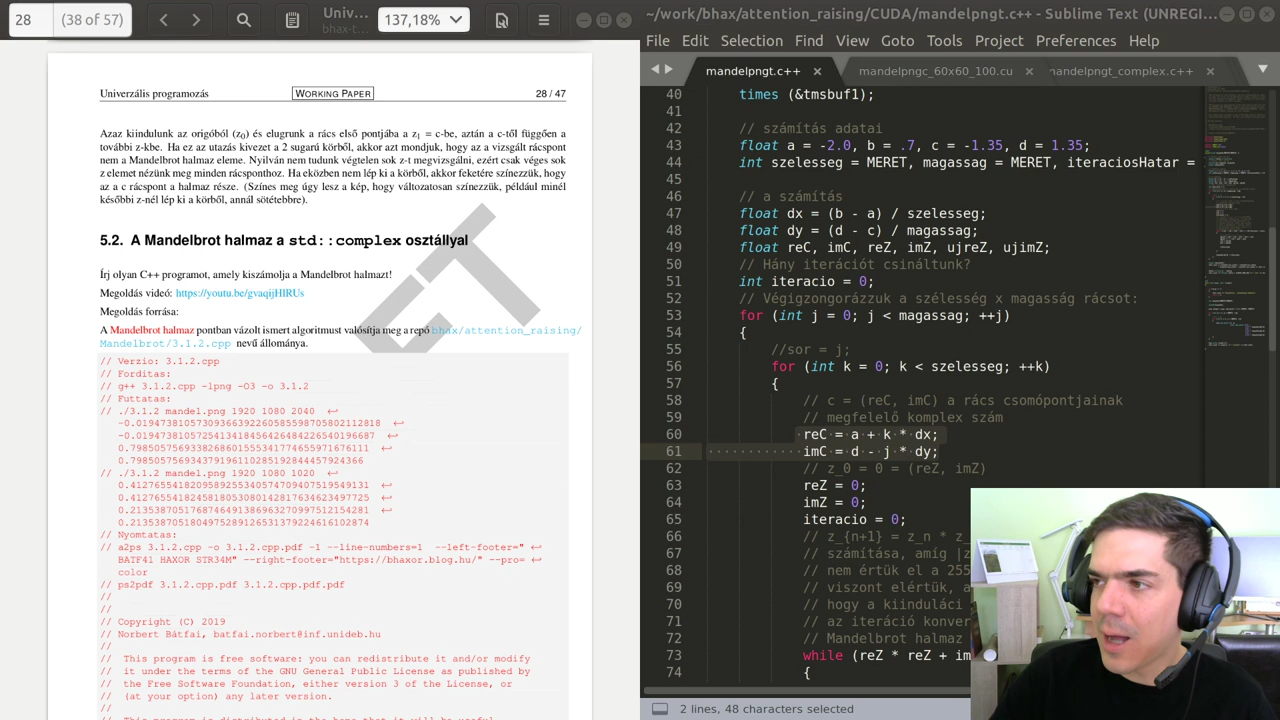 28
(38 of 57)
Univ...
bhax-t...
137,18%
Univerzális programozás
WORKING PAPER
28 / 47
Azaz kiindulunk az origóból (z0) és elugrunk a rács első pontjába a z1 = c-be, aztán a c-től függően a
további z-kbe. Ha ez az utazás kivezet a 2 sugarú körből, akkor azt mondjuk, hogy az a vizsgált rácspont
nem a Mandelbrot halmaz eleme. Nyilván nem tudunk végtelen sok z-t megvizsgálni, ezért csak véges sok
z elemet nézünk meg minden rácsponthoz. Ha eközben nem lép ki a körből, akkor feketére színezzük, hogy
az a c rácspont a halmaz része. (Színes meg úgy lesz a kép, hogy változatosan színezzük, például minél
későbbi z-nél lép ki a körből, annál sötétebbre).
5.2. A Mandelbrot halmaz a std::complex osztállyal
Írj olyan C++ programot, amely kiszámolja a Mandelbrot halmazt!
Megoldás videó: https://youtu.be/gvaqijHlRUs
Megoldás forrása:
A Mandelbrot halmaz pontban vázolt ismert algoritmust valósítja meg a repó bhax/attention_raising/
Mandelbrot/3.1.2.cpp nevű állománya.
// Verzio: 3.1.2.cpp
// Forditas:
// g++ 3.1.2.cpp -lpng -O3 -o 3.1.2
// Futtatas:
// ./3.1.2 mandel.png 1920 1080 2040 ↩
-0.01947381057309366392260585598705802112818 ↩
-0.0194738105725413418456426484226540196687 ↩
0.7985057569338268601555341774655971676111 ↩
0.798505756934379196110285192844457924366
// ./3.1.2 mandel.png 1920 1080 1020 ↩
0.4127655418209589255340574709407519549131 ↩
0.4127655418245818053080142817634623497725 ↩
0.2135387051768746491386963270997512154281 ↩
0.2135387051804975289126531379224616102874
// Nyomtatas:
// a2ps 3.1.2.cpp -o 3.1.2.cpp.pdf -1 --line-numbers=1 --left-footer=" ↩
BATF41 HAXOR STR34M" --right-footer="https://bhaxor.blog.hu/" --pro= ↩
color
// ps2pdf 3.1.2.cpp.pdf 3.1.2.cpp.pdf.pdf
//
//
// Copyright (C) 2019
// Norbert Bátfai, batfai.norbert@inf.unideb.hu
//
// This program is free software: you can redistribute it and/or modify
// it under the terms of the GNU General Public License as published by
// the Free Software Foundation, either version 3 of the License, or
// (at your option) any later version.
//
// This program is distributed in the hope that it will be useful,
~/work/bhax/attention_raising/CUDA/mandelpngt.c++ - Sublime Text (UNREGI...
File Edit Selection Find View Goto Tools Project Preferences Help
mandelpngt.c++
mandelpngc_60x60_100.cu
nandelpngt_complex.c++
40 times (&tmsbuf1);
41
42 // számítás adatai
43 float a = -2.0, b = .7, c = -1.35, d = 1.35;
44 int szelesseg = MERET, magassag = MERET, iteraciosHatar =
45
46 // a számítás
47 float dx = (b - a) / szelesseg;
48 float dy = (d - c) / magassag;
49 float reC, imC, reZ, imZ, ujreZ, ujimZ;
50 // Hány iterációt csináltunk?
51 int iteracio = 0;
52 // Végigzongorázzuk a szélesség x magasság rácsot:
53 for (int j = 0; j < magassag; ++j)
54 {
55 //sor = j;
56 for (int k = 0; k < szelesseg; ++k)
57 {
58 // c = (reC, imC) a rács csomópontjainak
59 // megfelelő komplex szám
60 reC = a + k * dx;
61 imC = d - j * dy;
62 // z_0 = 0 = (reZ, imZ)
63 reZ = 0;
64 imZ = 0;
65 iteracio = 0;
66 // z_{n+1} = z_n * z_
67 // számítása, amíg |z
68 // nem értük el a 255
69 // viszont elértük, a
70 // hogy a kiinduláci
71 // az iteráció konver
72 // Mandelbrot halmaz
73 while (reZ * reZ + im
74 {
2 lines, 48 characters selected